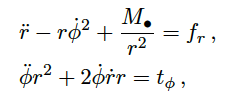 r̈ − rφ̇² + M●/r² = f_r ,
φ̈r² + 2φ̇ṙr = t_φ ,